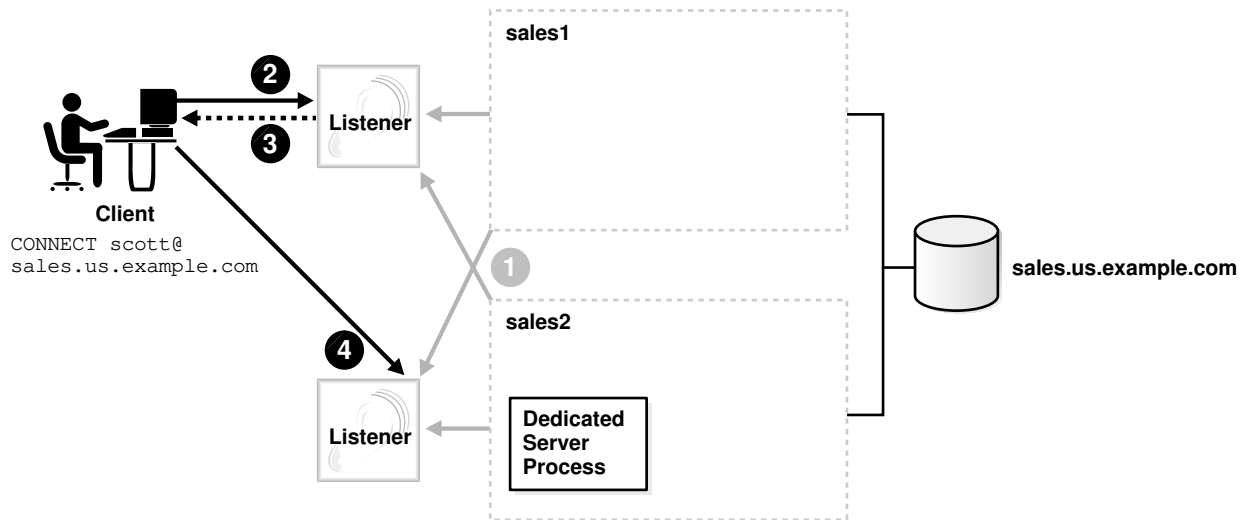 sales1
2
Listener
3
Client
CONNECT scott@
sales.us.example.com
1
sales.us.example.com
sales2
4
Listener
Dedicated
Server
Process